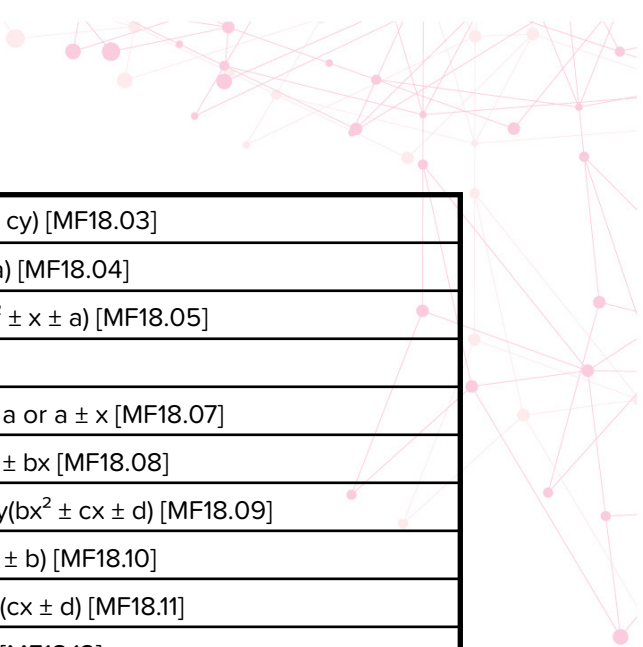 cy) [MF18.03]
a) [MF18.04]
² ± x ± a) [MF18.05]
a or a ± x [MF18.07]
± bx [MF18.08]
y(bx² ± cx ± d) [MF18.09]
± b) [MF18.10]
(cx ± d) [MF18.11]